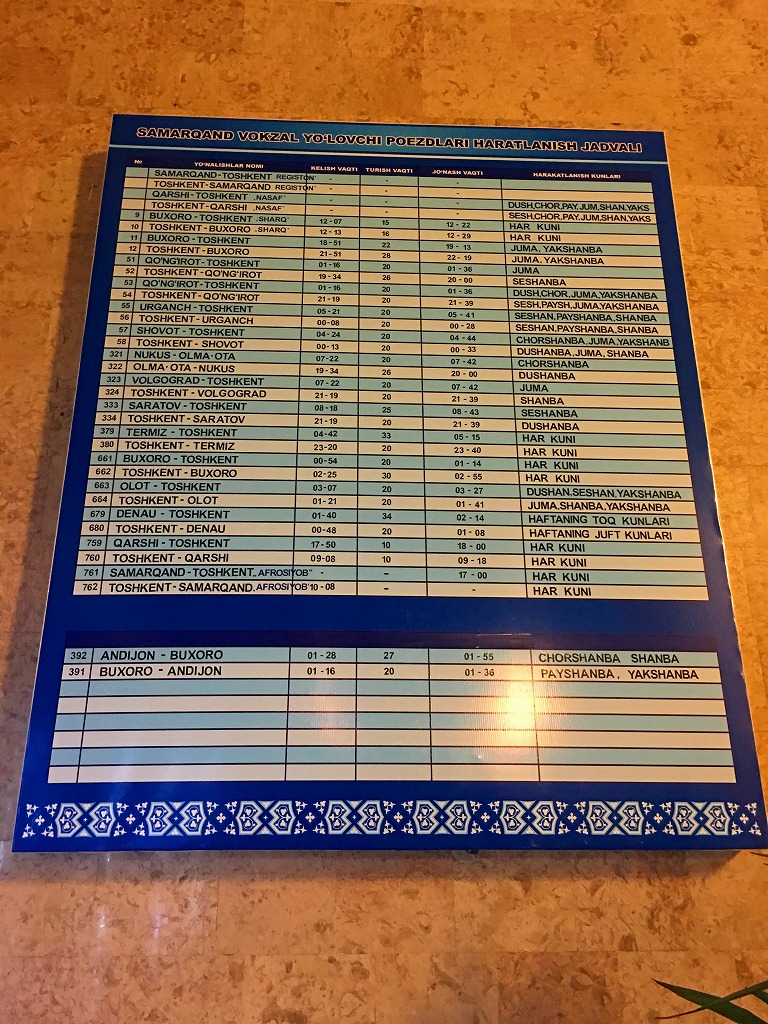 SAMARQAND VOKZAL YO'LOVCHI POEZDLARI HARATLANISH JADVALI
№ YO'NALISHLAR NOMI KELISH VAQTI TURISH VAQTI JO'NASH VAQTI HARAKATLANISH KUNLARI
SAMARQAND-TOSHKENT REGISTON' - - -
TOSHKENT-SAMARQAND REGISTON' - - -
QARSHI-TOSHKENT „NASAF' - - - DUSH,CHOR,PAY,JUM,SHAN,YAKS
TOSHKENT-QARSHI „NASAF' - - - SESH,CHOR,PAY,JUM,SHAN,YAKS
9 BUXORO-TOSHKENT „SHARQ' 12-07 15 12-22 HAR KUNI
10 TOSHKENT-BUXORO „SHARQ' 12-13 16 12-29 HAR KUNI
11 BUXORO-TOSHKENT 18-51 22 19-13 JUMA, YAKSHANBA
12 TOSHKENT-BUXORO 21-51 28 22-19 JUMA, YAKSHANBA
51 QO'NG'IROT-TOSHKENT 01-16 20 01-36 JUMA
52 TOSHKENT-QO'NG'IROT 19-34 26 20-00 SESHANBA
53 QO'NG'IROT-TOSHKENT 01-16 20 01-36 DUSH,CHOR,JUMA,YAKSHANBA
54 TOSHKENT-QO'NG'IROT 21-19 20 21-39 SESH,PAYSH,JUMA,YAKSHANBA
55 URGANCH-TOSHKENT 05-21 20 05-41 SESHAN,PAYSHANBA,SHANBA
56 TOSHKENT-URGANCH 00-08 20 00-28 SESHAN,PAYSHANBA,SHANBA
57 SHOVOT-TOSHKENT 04-24 20 04-44 CHORSHANBA,JUMA,YAKSHANB
58 TOSHKENT-SHOVOT 00-13 20 00-33 DUSHANBA,JUMA, SHANBA
321 NUKUS-OLMA-OTA 07-22 20 07-42 CHORSHANBA
322 OLMA-OTA-NUKUS 19-34 26 20-00 DUSHANBA
323 VOLGOGRAD-TOSHKENT 07-22 20 07-42 JUMA
324 TOSHKENT-VOLGOGRAD 21-19 20 21-39 SHANBA
333 SARATOV-TOSHKENT 08-18 25 08-43 SESHANBA
334 TOSHKENT-SARATOV 21-19 20 21-39 DUSHANBA
379 TERMIZ-TOSHKENT 04-42 33 05-15 HAR KUNI
380 TOSHKENT-TERMIZ 23-20 20 23-40 HAR KUNI
661 BUXORO-TOSHKENT 00-54 20 01-14 HAR KUNI
662 TOSHKENT-BUXORO 02-25 30 02-55 HAR KUNI
663 OLOT-TOSHKENT 03-07 20 03-27 DUSHAN.SESHAN,YAKSHANBA
664 TOSHKENT-OLOT 01-21 20 01-41 JUMA.SHANBA,YAKSHANBA
679 DENAU-TOSHKENT 01-40 34 02-14 HAFTANING TOQ KUNLARI
680 TOSHKENT-DENAU 00-48 20 01-08 HAFTANING JUFT KUNLARI
759 QARSHI-TOSHKENT 17-50 10 18-00 HAR KUNI
760 TOSHKENT-QARSHI 09-08 10 09-18 HAR KUNI
761 SAMARQAND-TOSHKENT„ AFROSIYOB" - - 17-00 HAR KUNI
762 TOSHKENT-SAMARQAND„AFROSIYOB" 10-08 - - HAR KUNI
392 ANDIJON - BUXORO 01-28 27 01-55 CHORSHANBA SHANBA
391 BUXORO - ANDIJON 01-16 20 01-36 PAYSHANBA, YAKSHANBA